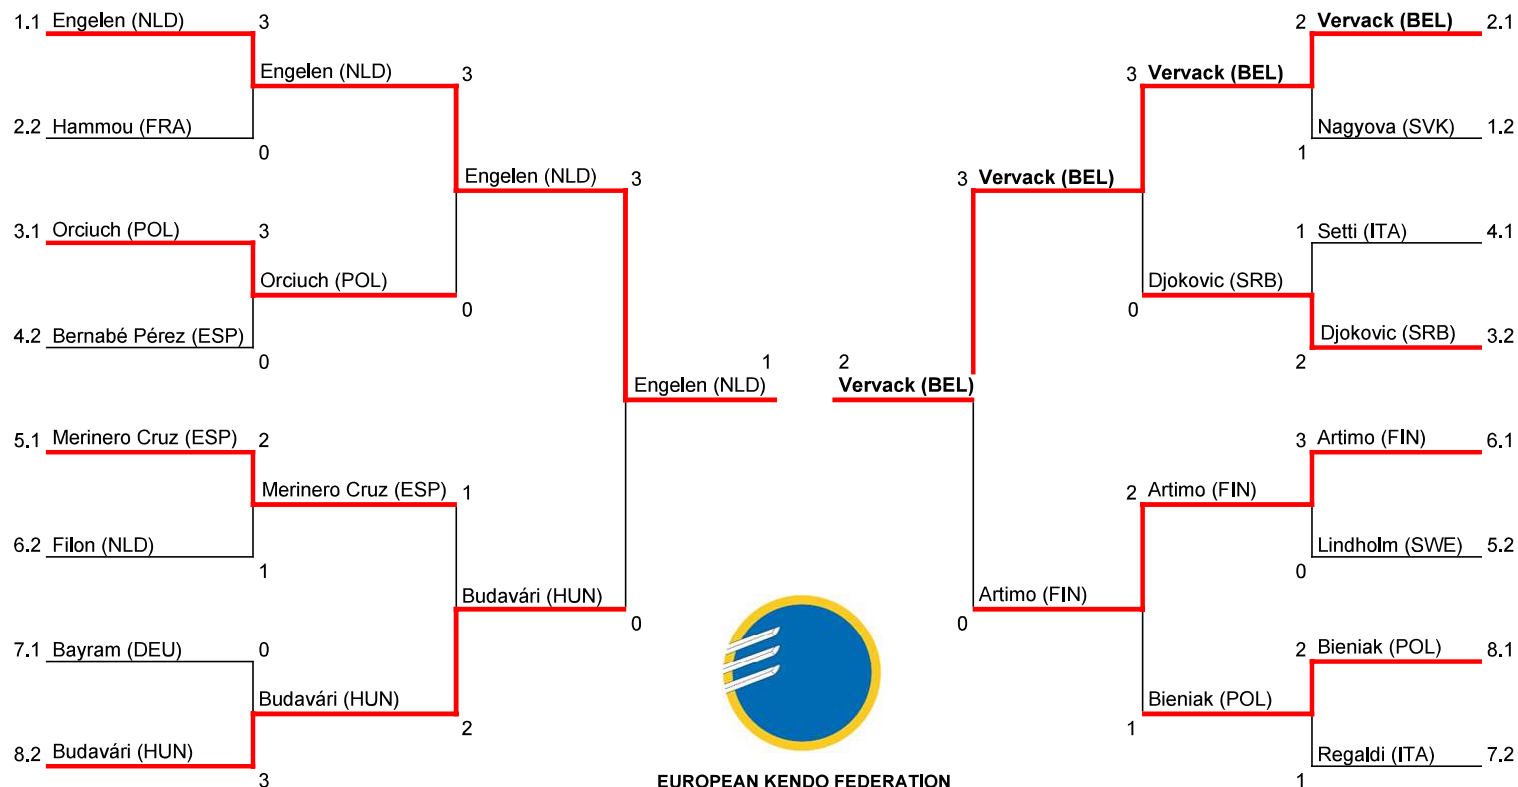 1.1 Engelen (NLD) 3
2 Vervack (BEL) 2.1
Engelen (NLD) 3
3 Vervack (BEL)
2.2 Hammou (FRA)
0
Nagyova (SVK) 1.2
1
Engelen (NLD) 3
3 Vervack (BEL)
3.1 Orciuch (POL) 3
1 Setti (ITA) 4.1
Orciuch (POL)
0
Djokovic (SRB)
0
4.2 Bernabé Pérez (ESP)
0
Djokovic (SRB) 3.2
2
1 2
Engelen (NLD) Vervack (BEL)
5.1 Merinero Cruz (ESP) 2
3 Artimo (FIN) 6.1
Merinero Cruz (ESP) 1
2 Artimo (FIN)
6.2 Filon (NLD)
1
Lindholm (SWE) 5.2
0
Budavári (HUN)
0
Artimo (FIN)
0
7.1 Bayram (DEU) 0
2 Bieniak (POL) 8.1
Budavári (HUN)
2
Bieniak (POL)
1
8.2 Budavári (HUN)
3
Regaldi (ITA) 7.2
1
EUROPEAN KENDO FEDERATION